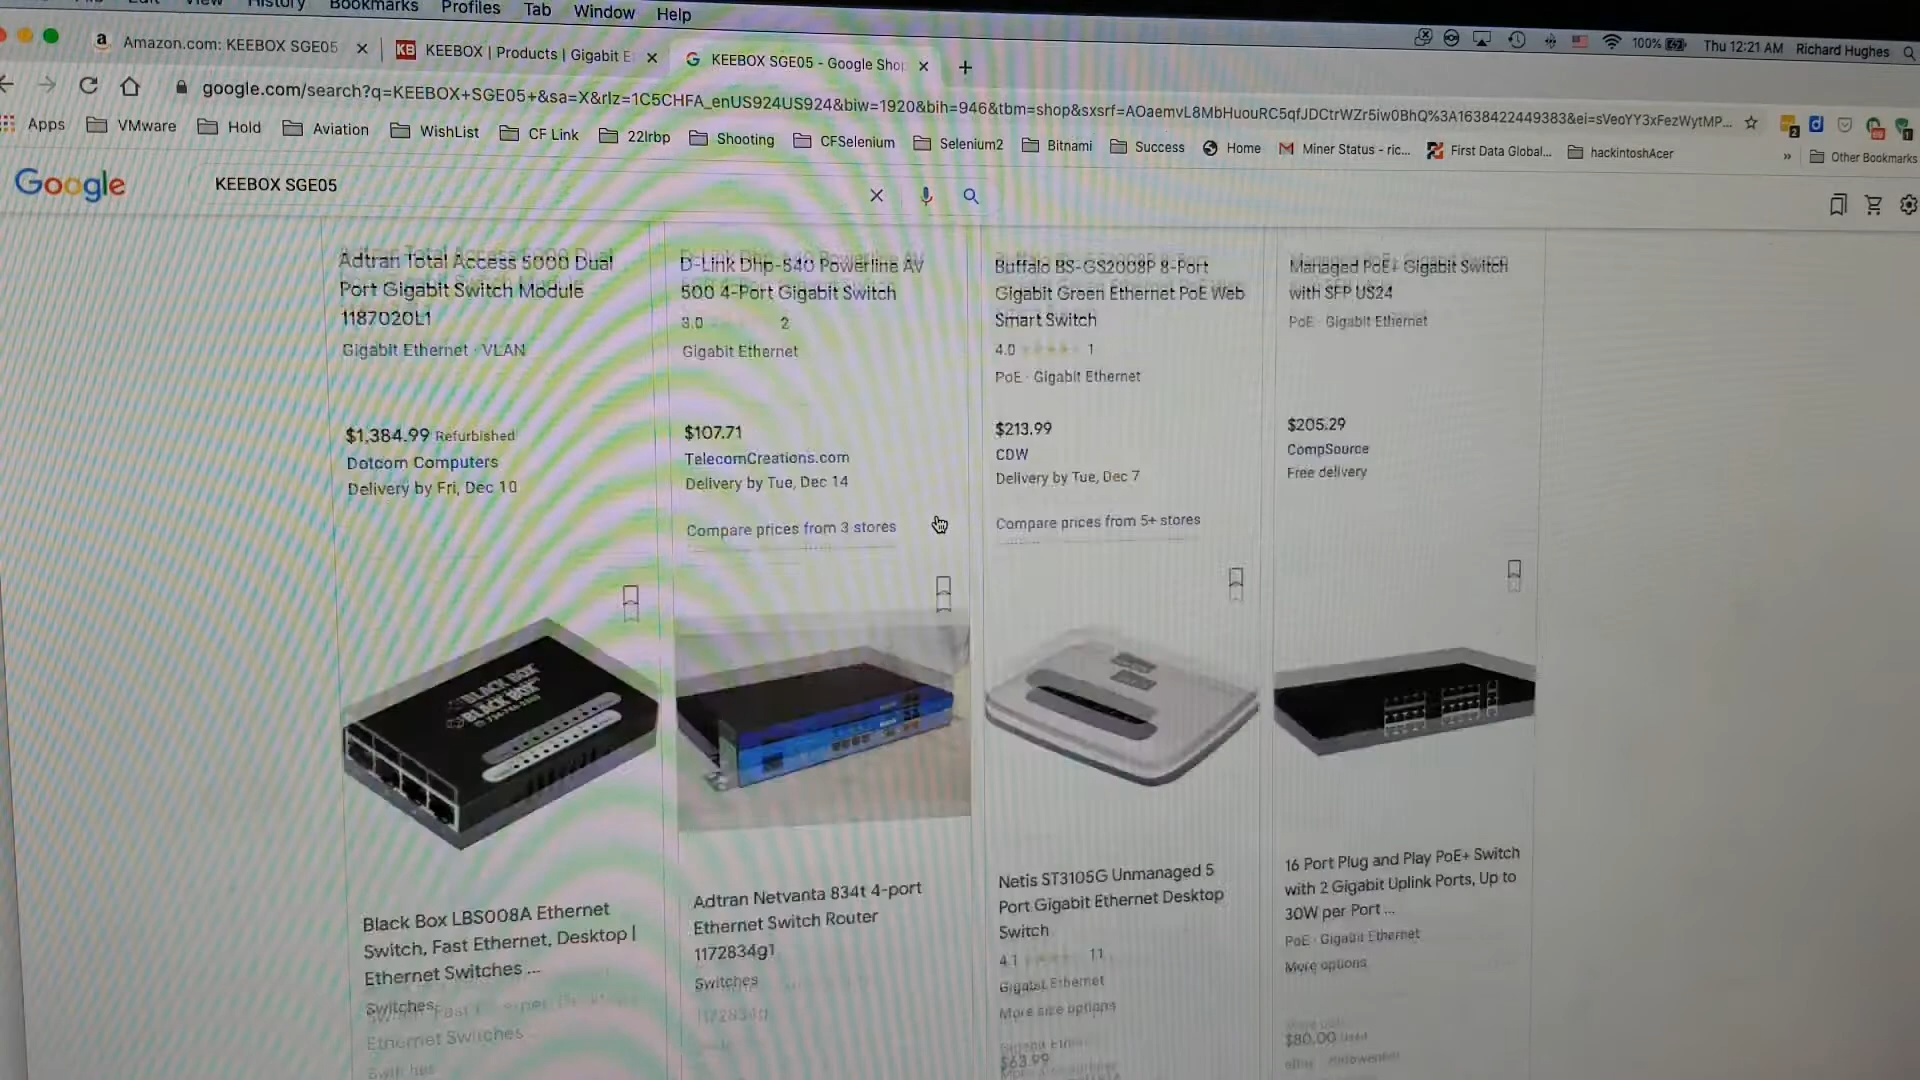 History Bookmarks Profiles Tab Window Help
100% Thu 12:21 AM Richard Hughes
Amazon.com: KEEBOX SGE05
KB KEEBOX | Products | Gigabit E
KEEBOX SGE05 - Google Shop
google.com/search?q=KEEBOX+SGE05+&sa=X&rlz=1C5CHFA_enUS924US924&biw=1920&bih=946&tbm=shop&sxsrf=AOaemvL8MbHuouRC5qfJDCtrWZr5iw0BhQ%3A1638422449383&ei=sVeoYY3xFezWytMP...
Apps VMware Hold Aviation WishList CF Link 22lrbp Shooting CFSelenium Selenium2 Bitnami Success Home Miner Status - ric... First Data Global... hackintoshAcer » Other Bookmarks
Google KEEBOX SGE05
Adtran Total Access 5000 Dual
Port Gigabit Switch Module
1187020L1
Gigabit Ethernet · VLAN
$1,384.99 Refurbished
Dotcom Computers
Delivery by Fri, Dec 10
D-Link Dhp-540 Powerline AV
500 4-Port Gigabit Switch
3.0 2
Gigabit Ethernet
$107.71
TelecomCreations.com
Delivery by Tue, Dec 14
Compare prices from 3 stores
Buffalo BS-GS2008P 8-Port
Gigabit Green Ethernet PoE Web
Smart Switch
4.0 1
PoE · Gigabit Ethernet
$213.99
CDW
Delivery by Tue, Dec 7
Compare prices from 5+ stores
Managed PoE+ Gigabit Switch
with SFP US24
PoE · Gigabit Ethernet
$205.29
CompSource
Free delivery
BLACK BOX
Black Box LBS008A Ethernet
Switch, Fast Ethernet, Desktop |
Ethernet Switches ...
Switches
Adtran Netvanta 834t 4-port
Ethernet Switch Router
1172834g1
Switches
Netis ST3105G Unmanaged 5
Port Gigabit Ethernet Desktop
Switch
4.1 11
Gigabit Ethernet
More size options
$63.99
16 Port Plug and Play PoE+ Switch
with 2 Gigabit Uplink Ports, Up to
30W per Port ...
PoE · Gigabit Ethernet
More options
$80.00 used